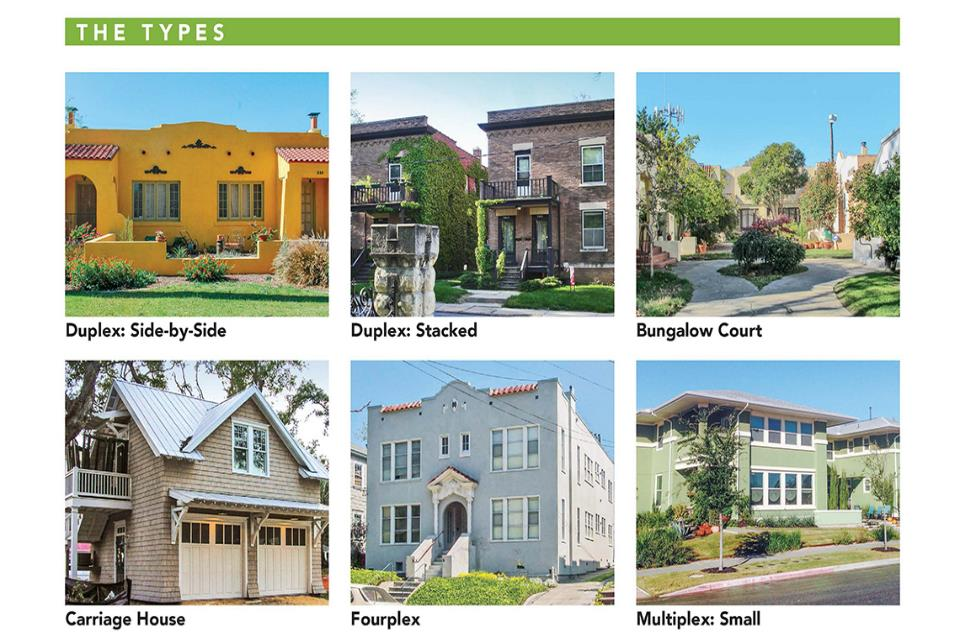 THE TYPES
Duplex: Side-by-Side
Duplex: Stacked
Bungalow Court
Carriage House
Fourplex
Multiplex: Small